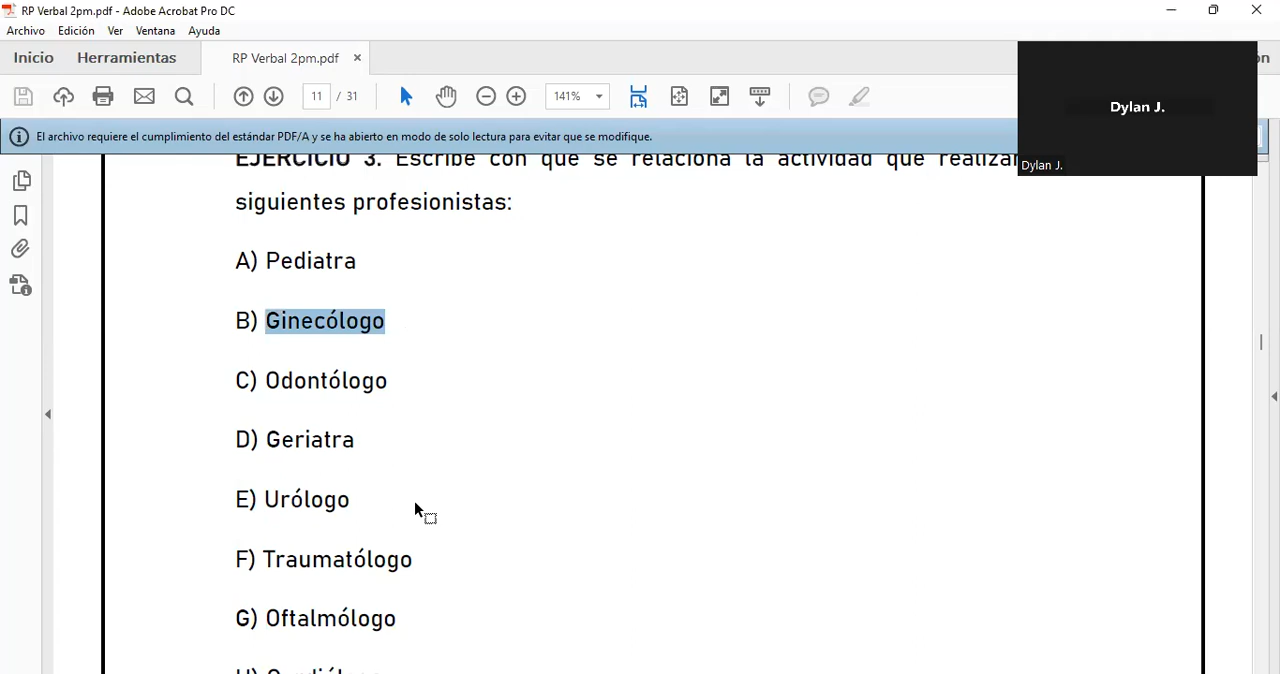 RP Verbal 2pm.pdf - Adobe Acrobat Pro DC
Archivo Edición Ver Ventana Ayuda
Inicio Herramientas RP Verbal 2pm.pdf ×
11 / 31 141%
Dylan J.
Dylan J.
El archivo requiere el cumplimiento del estándar PDF/A y se ha abierto en modo de solo lectura para evitar que se modifique.
EJERCICIO 3. Escribe con qué se relaciona la actividad que realizan
siguientes profesionistas:
A) Pediatra
B) Ginecólogo
C) Odontólogo
D) Geriatra
E) Urólogo
F) Traumatólogo
G) Oftalmólogo